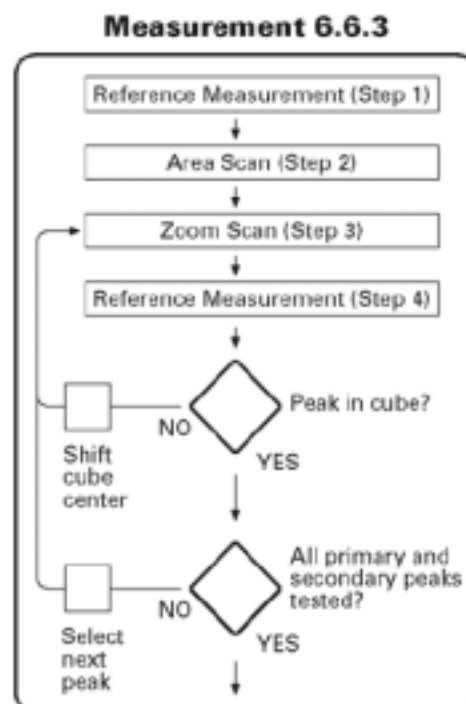 Measurement 6.6.3
Reference Measurement (Step 1)
Area Scan (Step 2)
Zoom Scan (Step 3)
Reference Measurement (Step 4)
Peak in cube?
NO
Shift
cube
center
YES
All primary and
secondary peaks
tested?
NO
Select
next
peak
YES